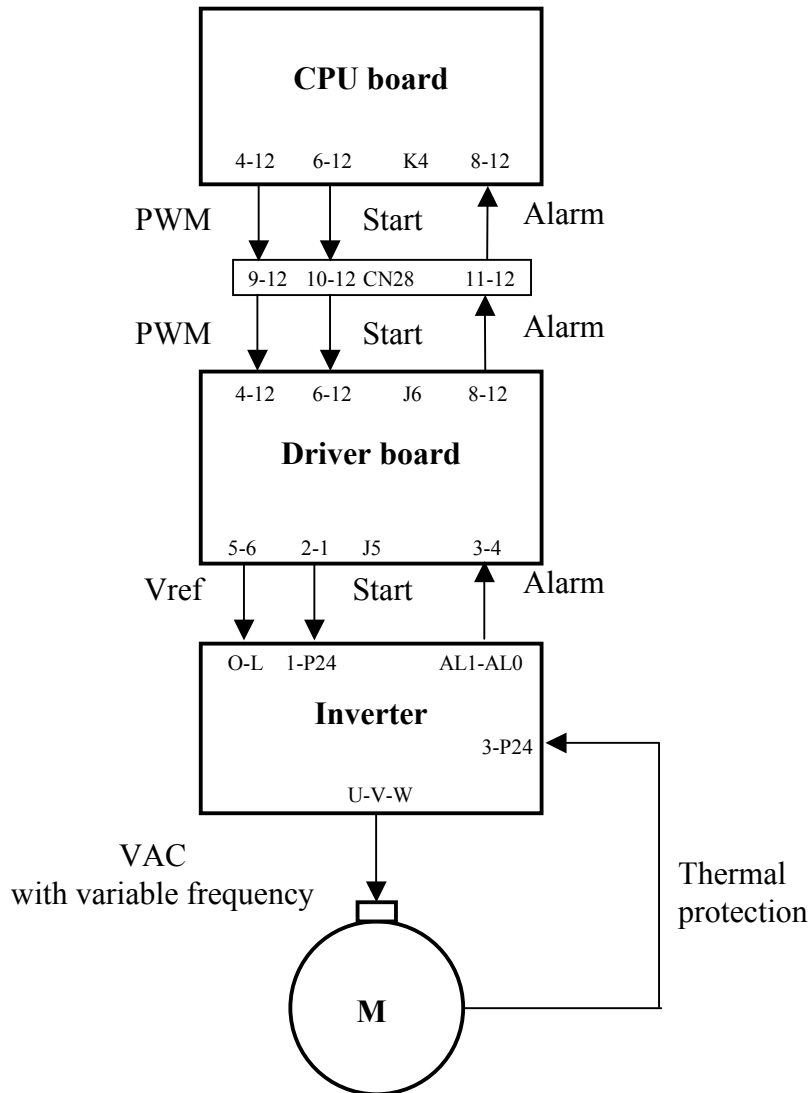 CPU board
4-12 6-12 K4 8-12
PWM Start Alarm
9-12 10-12 CN28 11-12
PWM Start Alarm
4-12 6-12 J6 8-12
Driver board
5-6 2-1 J5 3-4
Vref Start Alarm
O-L 1-P24 AL1-AL0
Inverter
3-P24
U-V-W
VAC
with variable frequency
Thermal
protection
M